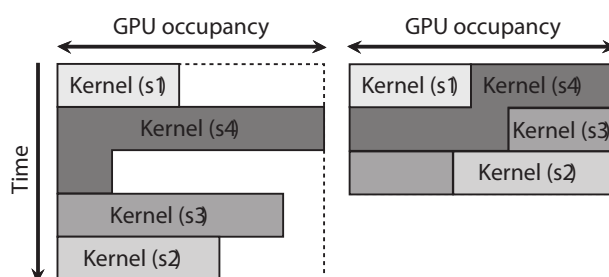 GPU occupancy
Kernel (s1)
Kernel (s4)
Kernel (s3)
Kernel (s2)
Time
GPU occupancy
Kernel (s1)
Kernel (s4)
Kernel (s3)
Kernel (s2)